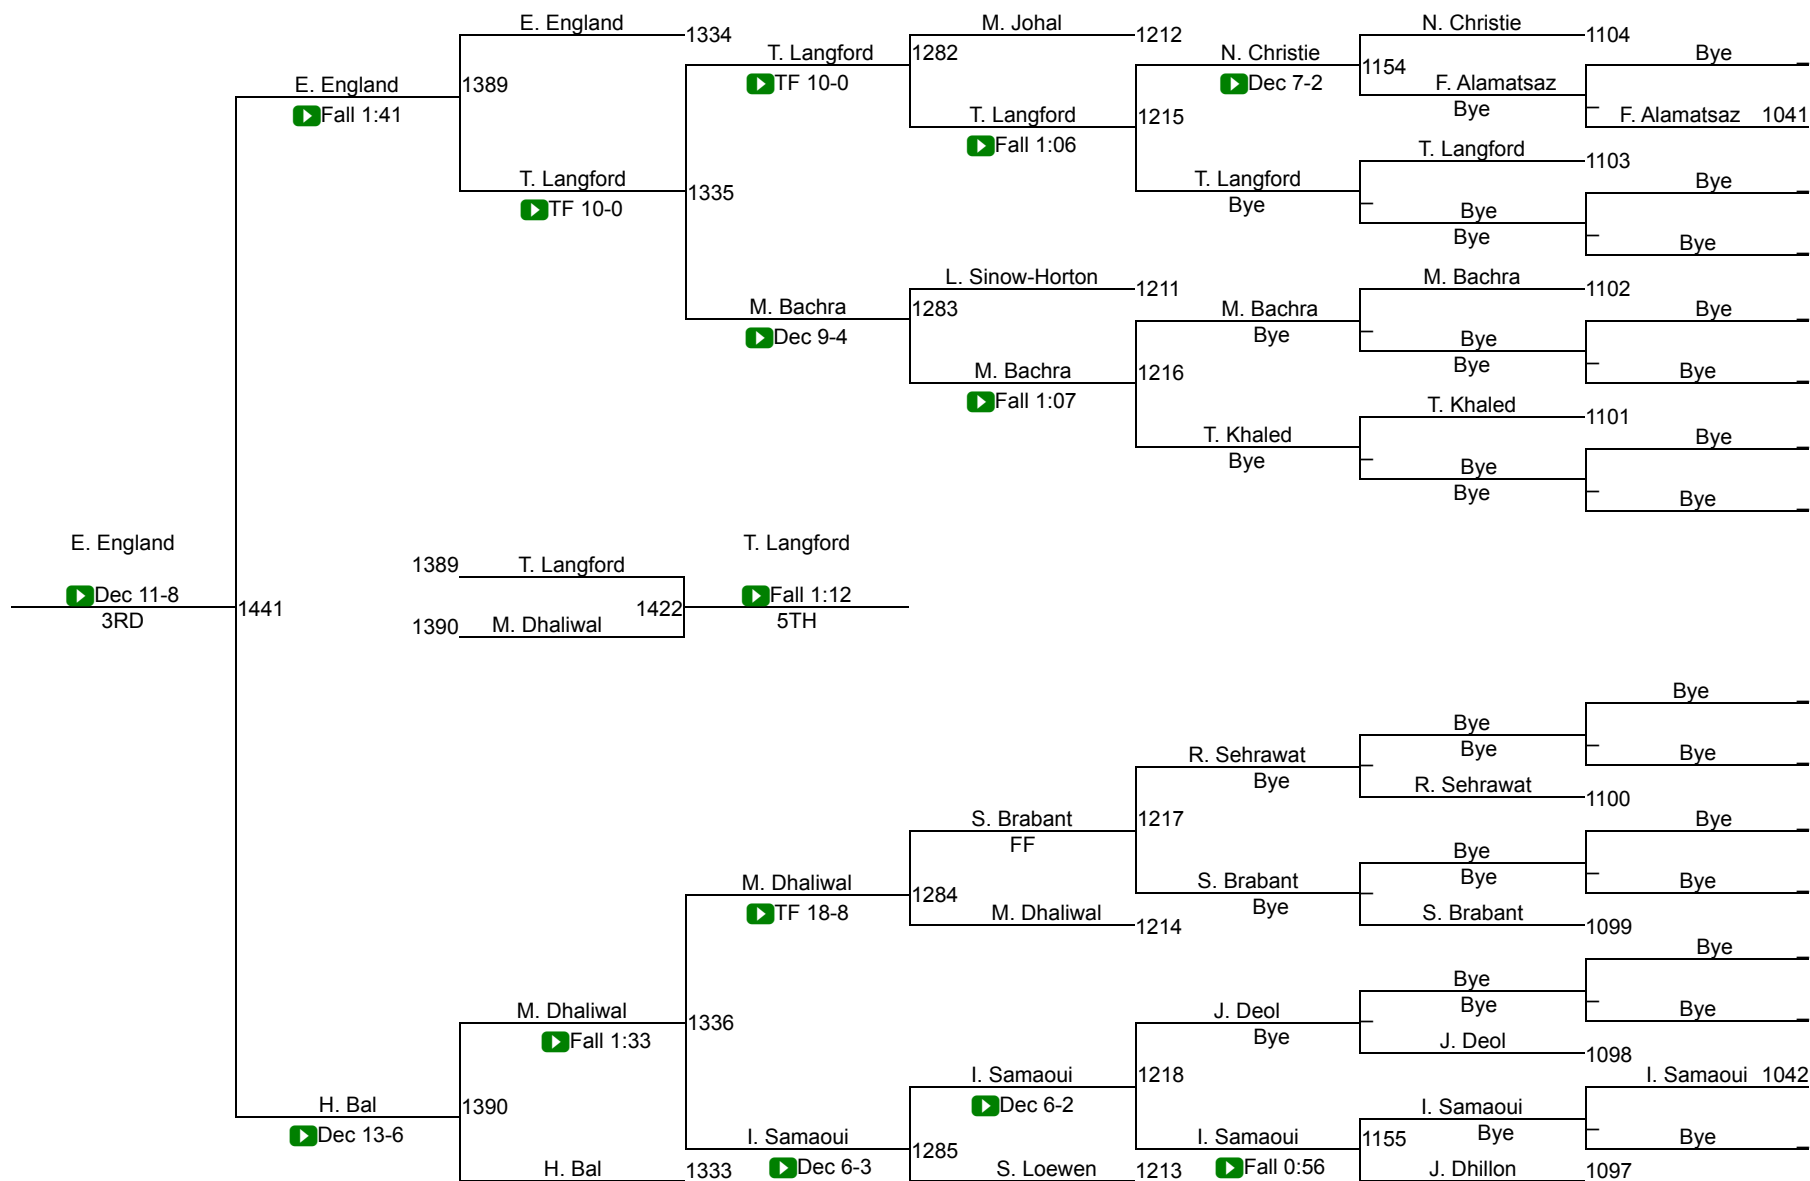 E. England
1334
M. Johal
1212
N. Christie
1104
T. Langford
TF 10-0
1282
N. Christie
Dec 7-2
1154
Bye
E. England
Fall 1:41
1389
F. Alamatsaz
Bye
T. Langford
Fall 1:06
1215
F. Alamatsaz 1041
T. Langford
1103
T. Langford
TF 10-0
1335
T. Langford
Bye
Bye
Bye
Bye
Bye
L. Sinow-Horton
1211
M. Bachra
1102
M. Bachra
Dec 9-4
1283
M. Bachra
Bye
Bye
Bye
Bye
M. Bachra
Fall 1:07
1216
Bye
T. Khaled
1101
T. Khaled
Bye
Bye
Bye
Bye
Bye
E. England
Dec 11-8
3RD
1441
1389
T. Langford
1390
M. Dhaliwal
1422
T. Langford
Fall 1:12
5TH
Bye
Bye
Bye
R. Sehrawat
Bye
Bye
R. Sehrawat
1100
S. Brabant
FF
1217
Bye
Bye
Bye
M. Dhaliwal
TF 18-8
1284
S. Brabant
Bye
Bye
M. Dhaliwal
1214
S. Brabant
1099
Bye
Bye
Bye
M. Dhaliwal
Fall 1:33
1336
J. Deol
Bye
Bye
J. Deol
1098
I. Samaoui
Dec 6-2
1218
I. Samaoui 1042
H. Bal
Dec 13-6
1390
I. Samaoui
Bye
I. Samaoui
Dec 6-3
1285
I. Samaoui
Fall 0:56
1155
Bye
H. Bal
1333
S. Loewen
1213
J. Dhillon
1097